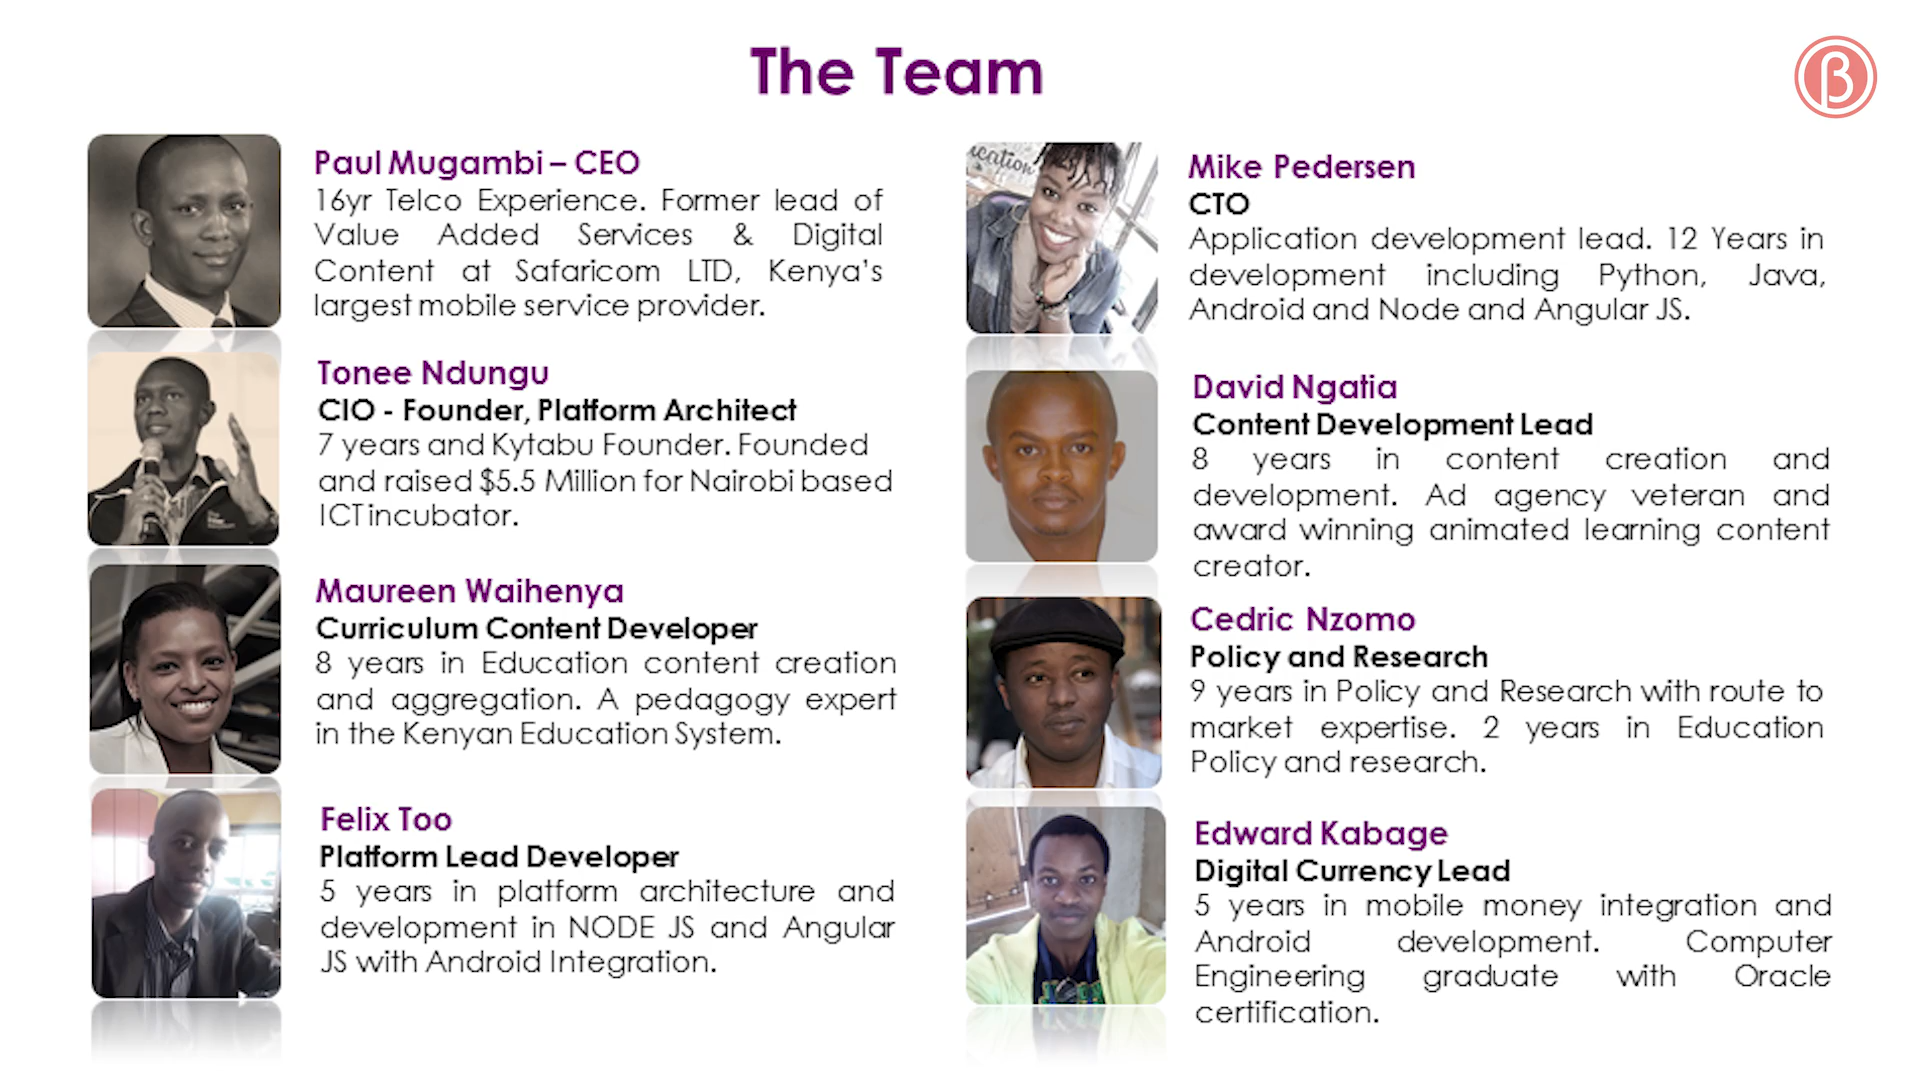 The Team
β
Paul Mugambi – CEO
16yr Telco Experience. Former lead of
Value Added Services & Digital
Content at Safaricom LTD, Kenya's
largest mobile service provider.
Tonee Ndungu
CIO - Founder, Platform Architect
7 years and Kytabu Founder. Founded
and raised $5.5 Million for Nairobi based
ICT incubator.
Maureen Waihenya
Curriculum Content Developer
8 years in Education content creation
and aggregation. A pedagogy expert
in the Kenyan Education System.
Felix Too
Platform Lead Developer
5 years in platform architecture and
development in NODE JS and Angular
JS with Android Integration.
ication
Mike Pedersen
CTO
Application development lead. 12 Years in
development including Python, Java,
Android and Node and Angular JS.
David Ngatia
Content Development Lead
8 years in content creation and
development. Ad agency veteran and
award winning animated learning content
creator.
Cedric Nzomo
Policy and Research
9 years in Policy and Research with route to
market expertise. 2 years in Education
Policy and research.
Edward Kabage
Digital Currency Lead
5 years in mobile money integration and
Android development. Computer
Engineering graduate with Oracle
certification.